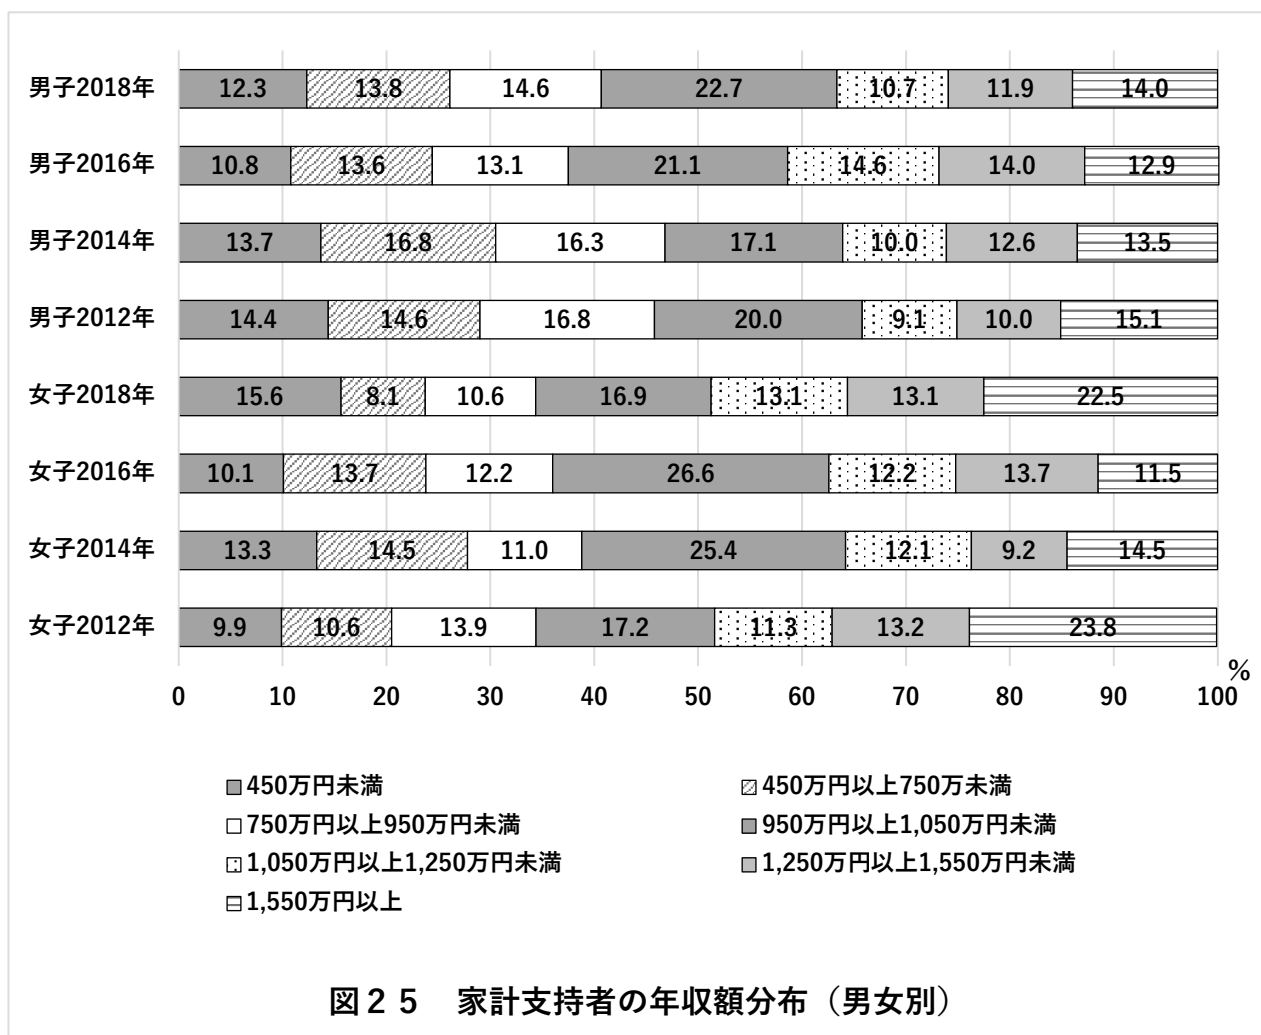 男子2018年 12.3 13.8 14.6 22.7 10.7 11.9 14.0
男子2016年 10.8 13.6 13.1 21.1 14.6 14.0 12.9
男子2014年 13.7 16.8 16.3 17.1 10.0 12.6 13.5
男子2012年 14.4 14.6 16.8 20.0 9.1 10.0 15.1
女子2018年 15.6 8.1 10.6 16.9 13.1 13.1 22.5
女子2016年 10.1 13.7 12.2 26.6 12.2 13.7 11.5
女子2014年 13.3 14.5 11.0 25.4 12.1 9.2 14.5
女子2012年 9.9 10.6 13.9 17.2 11.3 13.2 23.8
%
0 10 20 30 40 50 60 70 80 90 100
450万円未満 450万円以上750万未満
750万円以上950万円未満 950万円以上1,050万円未満
1,050万円以上1,250万円未満 1,250万円以上1,550万円未満
1,550万円以上
図２５　家計支持者の年収額分布（男女別）